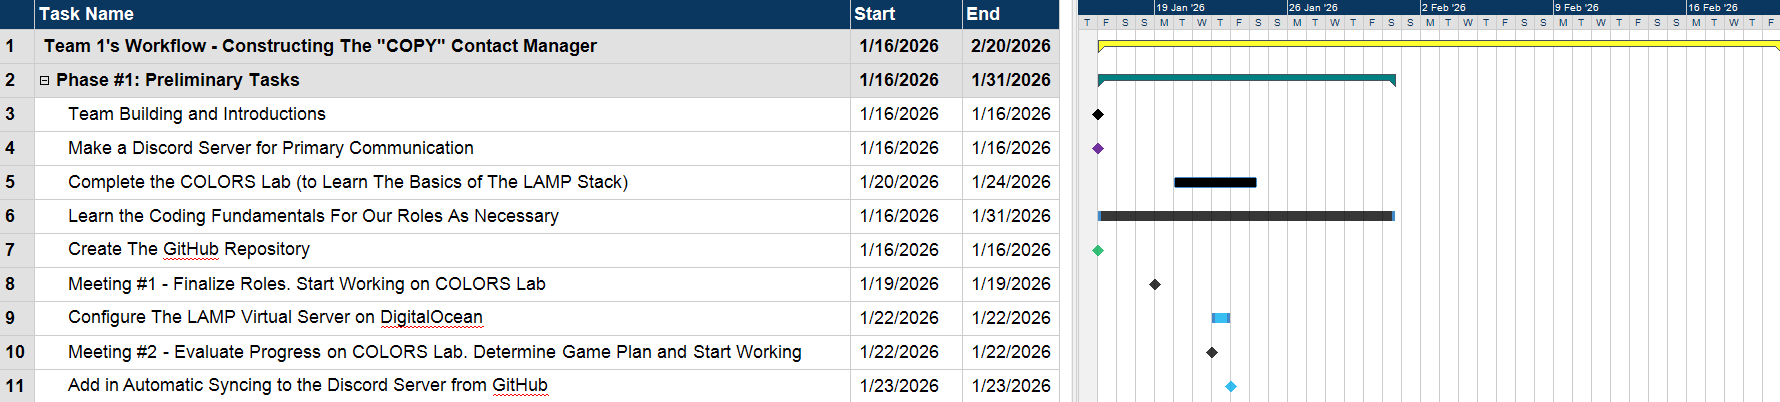 Task Name Start End 19 Jan '26 26 Jan '26 2 Feb '26 9 Feb '26 16 Feb '26
T F S S M T W T F S S M T W T F S S M T W T F S S M T W T F S S M T W T F
1 Team 1's Workflow - Constructing The "COPY" Contact Manager 1/16/2026 2/20/2026
2 Phase #1: Preliminary Tasks 1/16/2026 1/31/2026
3 Team Building and Introductions 1/16/2026 1/16/2026
4 Make a Discord Server for Primary Communication 1/16/2026 1/16/2026
5 Complete the COLORS Lab (to Learn The Basics of The LAMP Stack) 1/20/2026 1/24/2026
6 Learn the Coding Fundamentals For Our Roles As Necessary 1/16/2026 1/31/2026
7 Create The GitHub Repository 1/16/2026 1/16/2026
8 Meeting #1 - Finalize Roles. Start Working on COLORS Lab 1/19/2026 1/19/2026
9 Configure The LAMP Virtual Server on DigitalOcean 1/22/2026 1/22/2026
10 Meeting #2 - Evaluate Progress on COLORS Lab. Determine Game Plan and Start Working 1/22/2026 1/22/2026
11 Add in Automatic Syncing to the Discord Server from GitHub 1/23/2026 1/23/2026